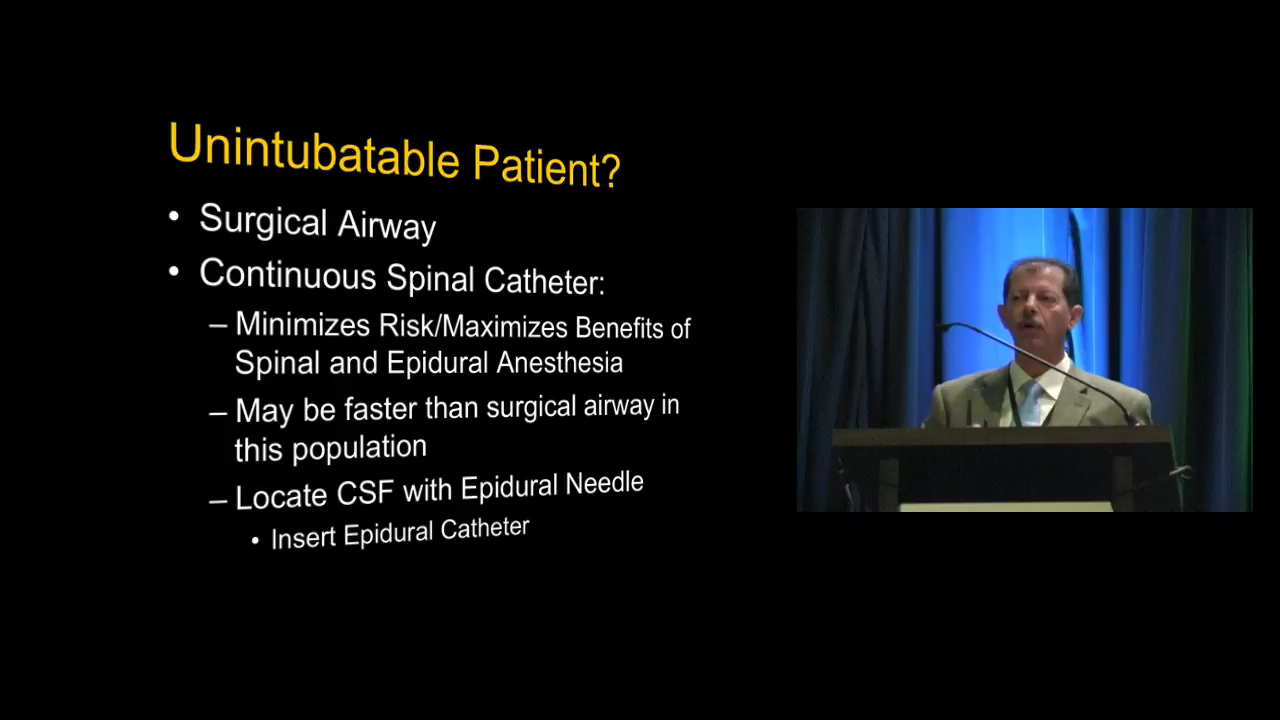 Unintubatable Patient?
• Surgical Airway
• Continuous Spinal Catheter:
– Minimizes Risk/Maximizes Benefits of
Spinal and Epidural Anesthesia
– May be faster than surgical airway in
this population
– Locate CSF with Epidural Needle
• Insert Epidural Catheter